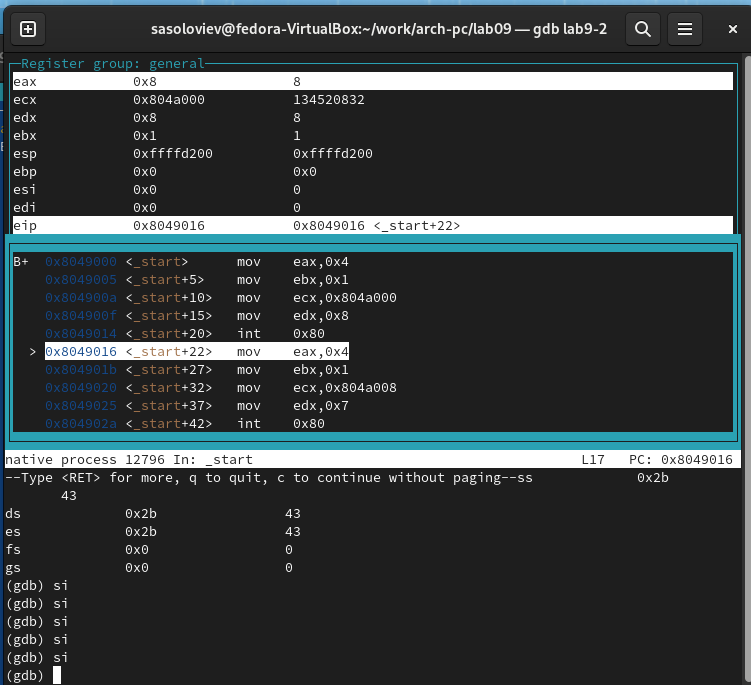 sasoloviev@fedora-VirtualBox:~/work/arch-pc/lab09 — gdb lab9-2
Register group: general
eax 0x8 8
ecx 0x804a000 134520832
edx 0x8 8
ebx 0x1 1
esp 0xffffd200 0xffffd200
ebp 0x0 0x0
esi 0x0 0
edi 0x0 0
eip 0x8049016 0x8049016 <_start+22>
B+ 0x8049000 <_start> mov eax,0x4
0x8049005 <_start+5> mov ebx,0x1
0x804900a <_start+10> mov ecx,0x804a000
0x804900f <_start+15> mov edx,0x8
0x8049014 <_start+20> int 0x80
> 0x8049016 <_start+22> mov eax,0x4
0x804901b <_start+27> mov ebx,0x1
0x8049020 <_start+32> mov ecx,0x804a008
0x8049025 <_start+37> mov edx,0x7
0x804902a <_start+42> int 0x80
native process 12796 In: _start L17 PC: 0x8049016
--Type <RET> for more, q to quit, c to continue without paging--ss 0x2b
43
ds 0x2b 43
es 0x2b 43
fs 0x0 0
gs 0x0 0
(gdb) si
(gdb) si
(gdb) si
(gdb) si
(gdb) si
(gdb)